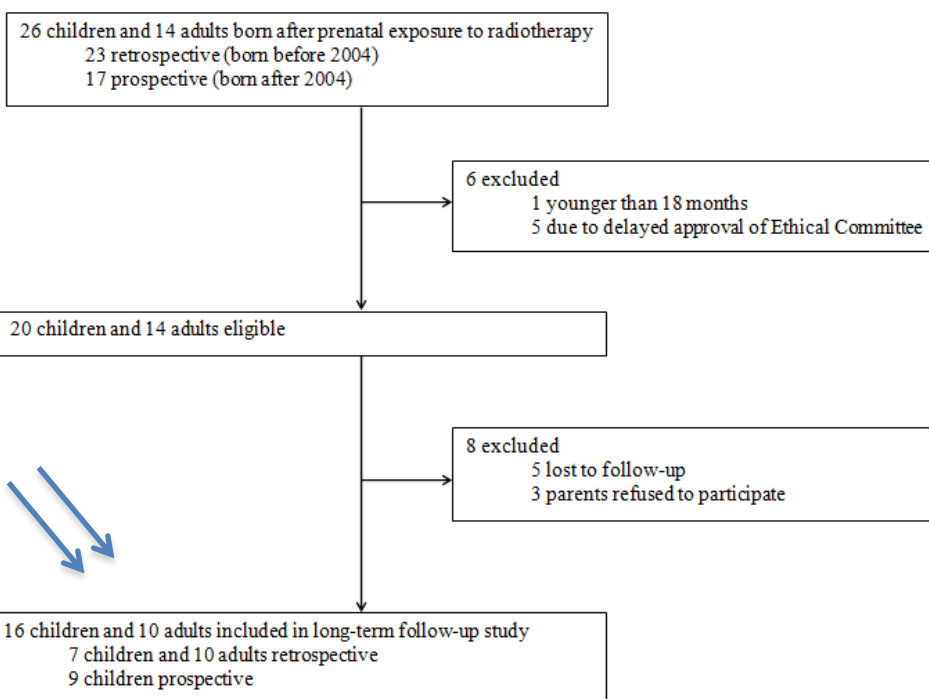 26 children and 14 adults born after prenatal exposure to radiotherapy
23 retrospective (born before 2004)
17 prospective (born after 2004)
6 excluded
1 younger than 18 months
5 due to delayed approval of Ethical Committee
20 children and 14 adults eligible
8 excluded
5 lost to follow-up
3 parents refused to participate
16 children and 10 adults included in long-term follow-up study
7 children and 10 adults retrospective
9 children prospective